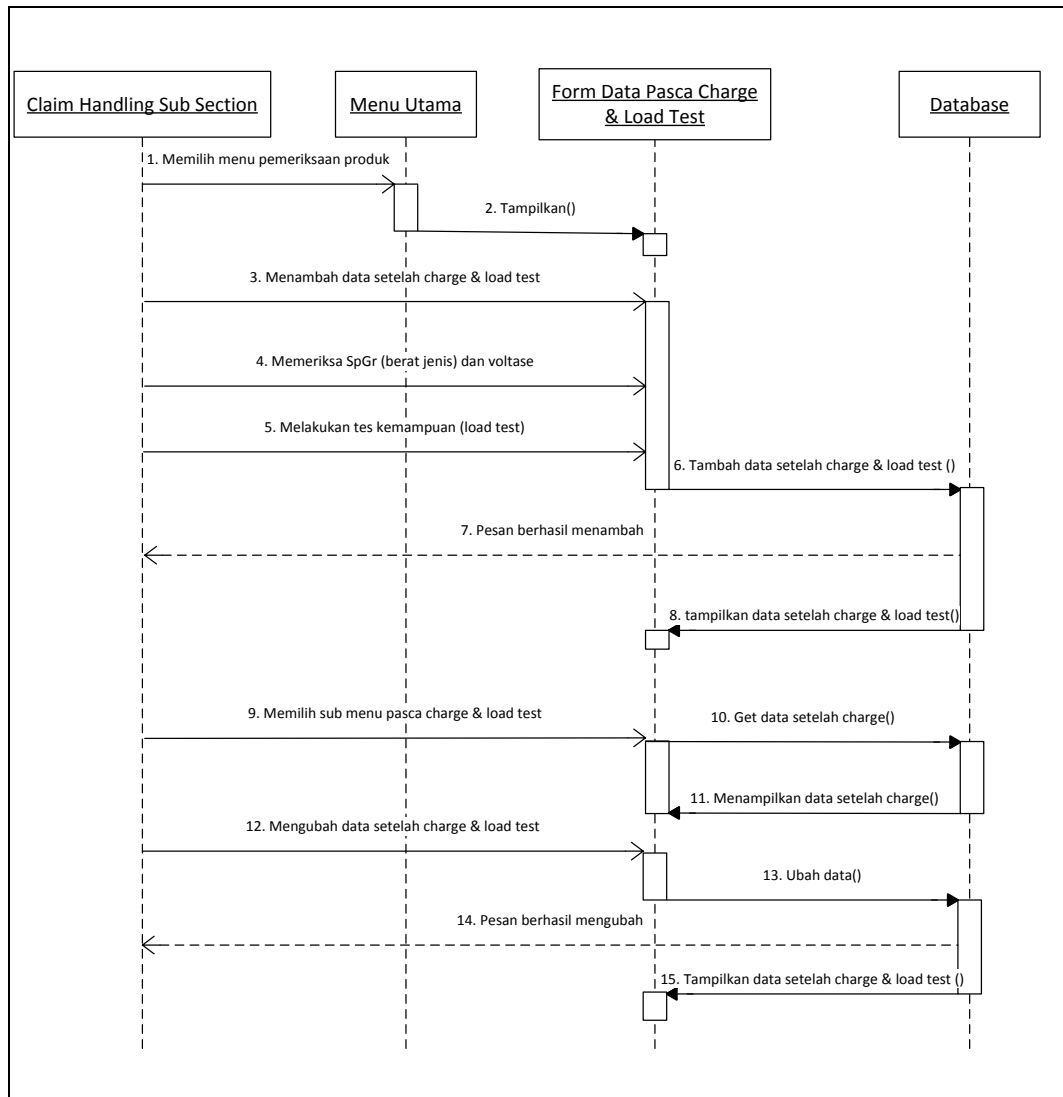 Claim Handling Sub Section
Menu Utama
Form Data Pasca Charge
& Load Test
Database
1. Memilih menu pemeriksaan produk
2. Tampilkan()
3. Menambah data setelah charge & load test
4. Memeriksa SpGr (berat jenis) dan voltase
5. Melakukan tes kemampuan (load test)
6. Tambah data setelah charge & load test ()
7. Pesan berhasil menambah
8. tampilkan data setelah charge & load test()
9. Memilih sub menu pasca charge & load test
10. Get data setelah charge()
11. Menampilkan data setelah charge()
12. Mengubah data setelah charge & load test
13. Ubah data()
14. Pesan berhasil mengubah
15. Tampilkan data setelah charge & load test ()